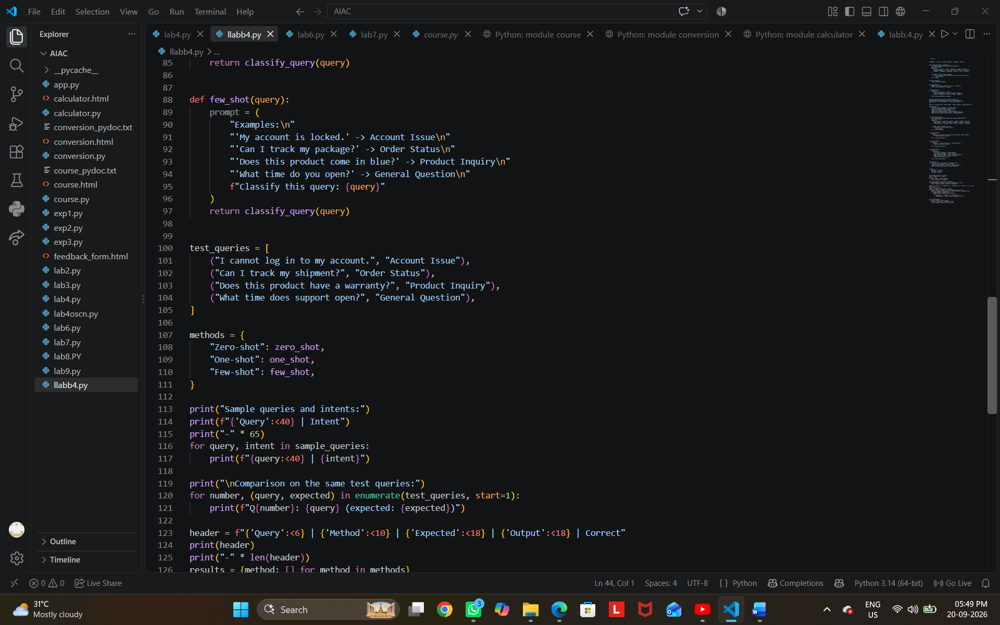 File Edit Selection View Go Run Terminal Help
AIAC
Explorer
AIAC
__pycache__
app.py
calculator.html
calculator.py
conversion_pydoc.txt
conversion.html
conversion.py
course_pydoc.txt
course.html
course.py
exp1.py
exp2.py
exp3.py
feedback_form.html
lab2.py
lab3.py
lab4.py
lab4oscn.py
lab6.py
lab7.py
lab8.PY
lab9.py
llabb4.py
Outline
Timeline
lab4.py llabb4.py lab6.py lab7.py course.py Python: module course Python: module conversion Python: module calculator labb.4.py
llabb4.py > ...
85 return classify_query(query)
86
87
88 def few_shot(query):
89 prompt = (
90 "Examples:\n"
91 "'My account is locked.' -> Account Issue\n"
92 "'Can I track my package?' -> Order Status\n"
93 "'Does this product come in blue?' -> Product Inquiry\n"
94 "'What time do you open?' -> General Question\n"
95 f"Classify this query: {query}"
96 )
97 return classify_query(query)
98
99
100 test_queries = [
101 ("I cannot log in to my account.", "Account Issue"),
102 ("Can I track my shipment?", "Order Status"),
103 ("Does this product have a warranty?", "Product Inquiry"),
104 ("What time does support open?", "General Question"),
105 ]
106
107 methods = {
108 "Zero-shot": zero_shot,
109 "One-shot": one_shot,
110 "Few-shot": few_shot,
111 }
112
113 print("Sample queries and intents:")
114 print(f"{'Query':<40} | Intent")
115 print("-" * 65)
116 for query, intent in sample_queries:
117 print(f"{query:<40} | {intent}")
118
119 print("\nComparison on the same test queries:")
120 for number, (query, expected) in enumerate(test_queries, start=1):
121 print(f"Q{number}: {query} (expected: {expected})")
122
123 header = f"{'Query':<6} | {'Method':<10} | {'Expected':<18} | {'Output':<18} | Correct"
124 print(header)
125 print("-" * len(header))
126 results = {method: [] for method in methods}
0 0 Live Share Ln 44, Col 1 Spaces: 4 UTF-8 { } Python Completions Python 3.14 (64-bit) Go Live
31°C
Mostly cloudy
Search
3
ENG
US
05:49 PM
20-09-2026